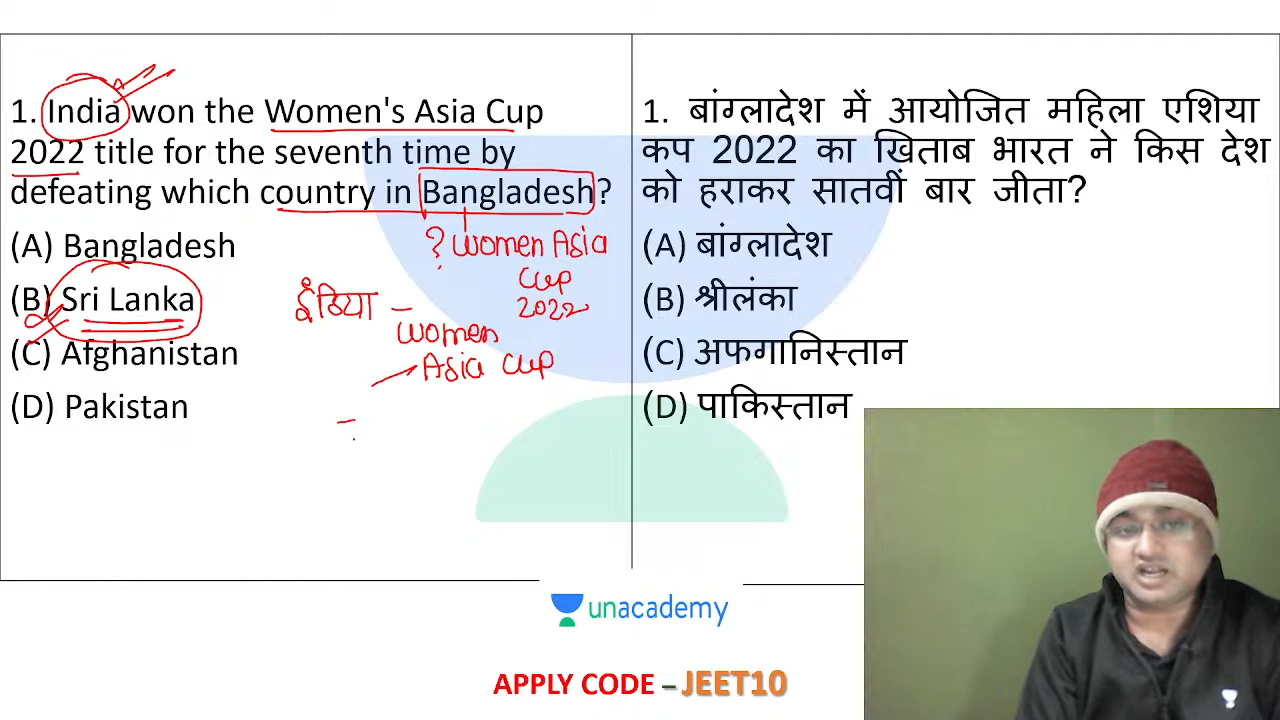 1. India won the Women's Asia Cup
2022 title for the seventh time by
defeating which country in Bangladesh?
(A) Bangladesh
(B) Sri Lanka
(C) Afghanistan
(D) Pakistan
? women Asia
Cup
2022
इंडिया –
women
Asia Cup
1. बांग्लादेश में आयोजित महिला एशिया
कप 2022 का खिताब भारत ने किस देश
को हराकर सातवीं बार जीता?
(A) बांग्लादेश
(B) श्रीलंका
(C) अफगानिस्तान
(D) पाकिस्तान
unacademy
APPLY CODE – JEET10